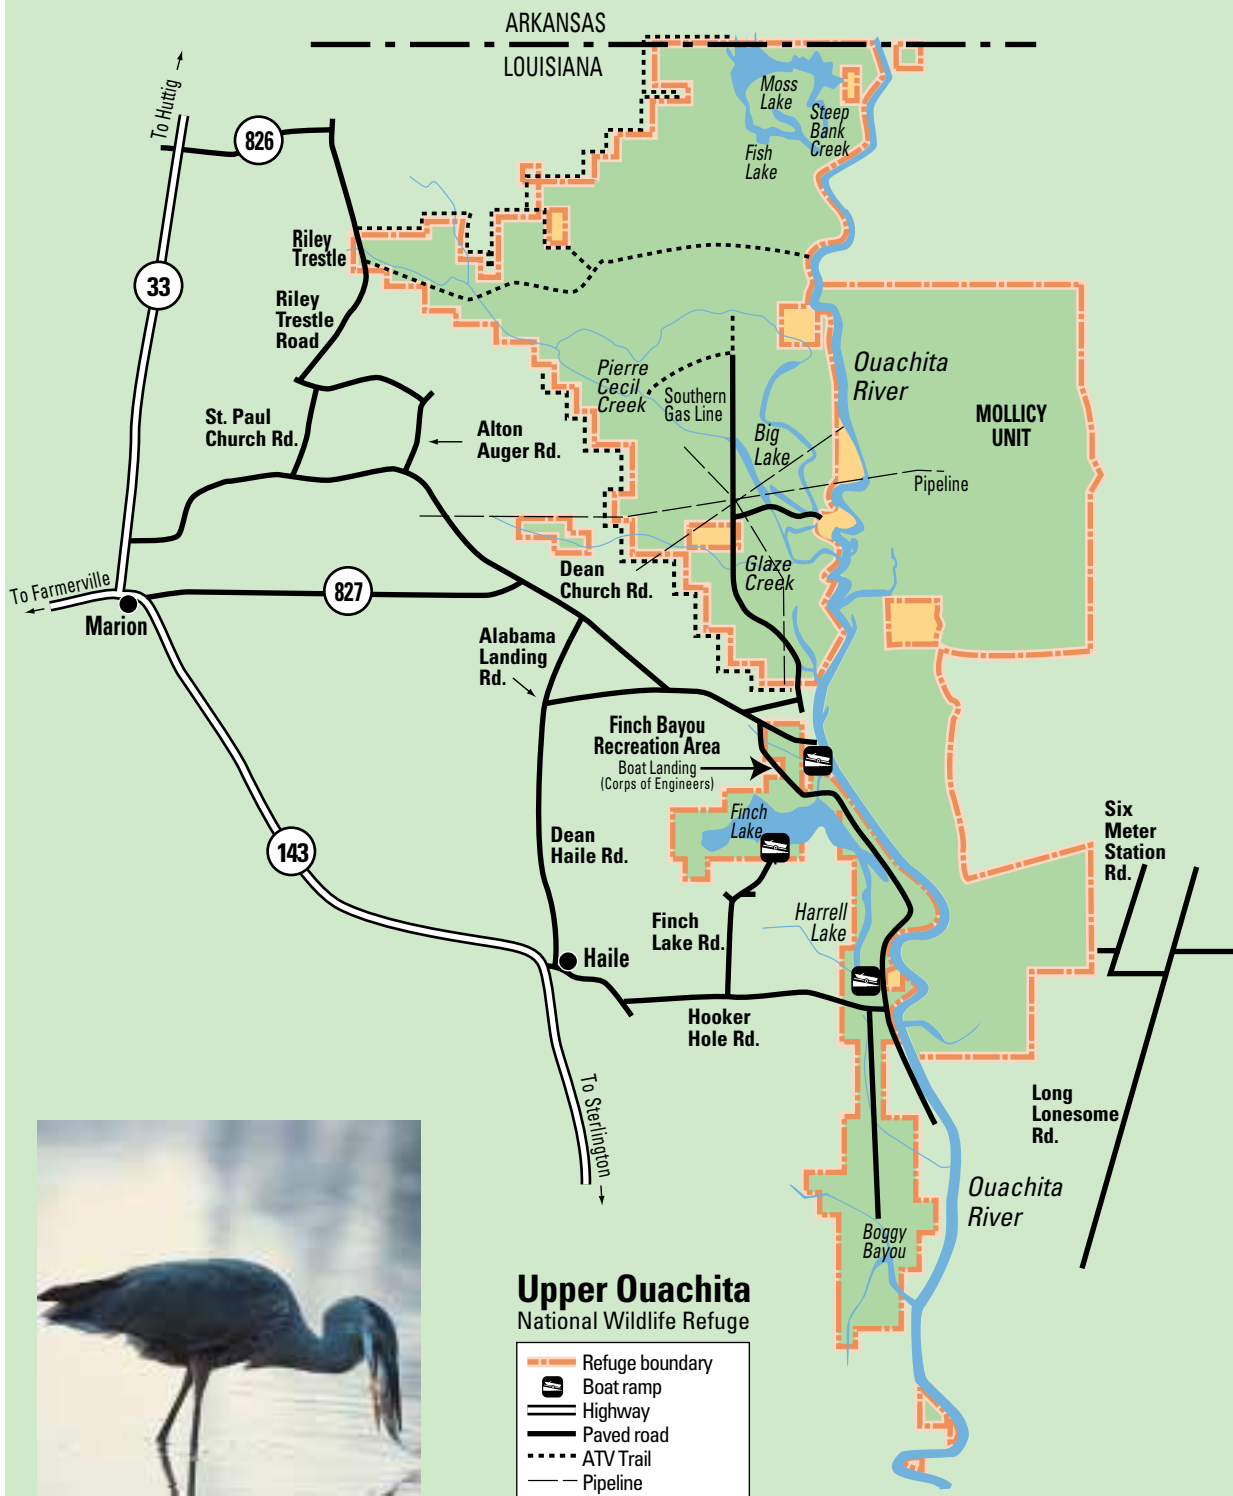 ARKANSAS
LOUISIANA
To Huttig
826
Moss
Lake
Steep
Bank
Creek
Fish
Lake
Riley
Trestle
33
Riley
Trestle
Road
Ouachita
River
Pierre
Cecil
Creek
Southern
Gas Line
MOLLICY
UNIT
St. Paul
Church Rd.
Alton
Auger Rd.
Big
Lake
Pipeline
Dean
Church Rd.
Glaze
Creek
To Farmerville
827
Marion
Alabama
Landing
Rd.
Finch Bayou
Recreation Area
Boat Landing
(Corps of Engineers)
Finch
Lake
Six
Meter
Station
Rd.
143
Dean
Haile Rd.
Finch
Lake Rd.
Harrell
Lake
Haile
Hooker
Hole Rd.
To Sterlington
Long
Lonesome
Rd.
Ouachita
River
Boggy
Bayou
Upper Ouachita
National Wildlife Refuge
Refuge boundary
Boat ramp
Highway
Paved road
ATV Trail
Pipeline